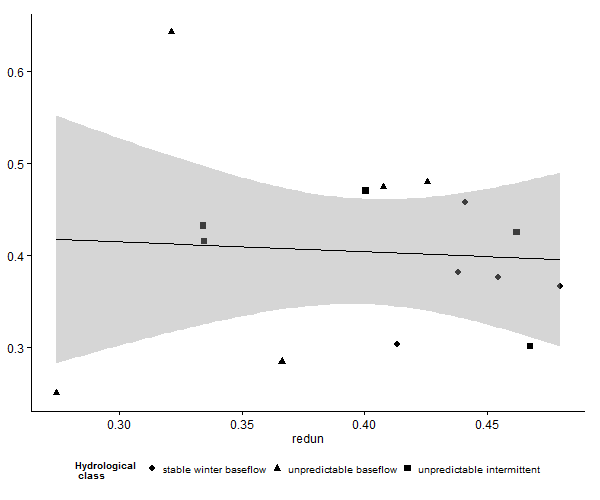 0.6
0.5
0.4
0.3
0.30 0.35 0.40 0.45
redun
Hydrological
class
stable winter baseflow unpredictable baseflow unpredictable intermittent